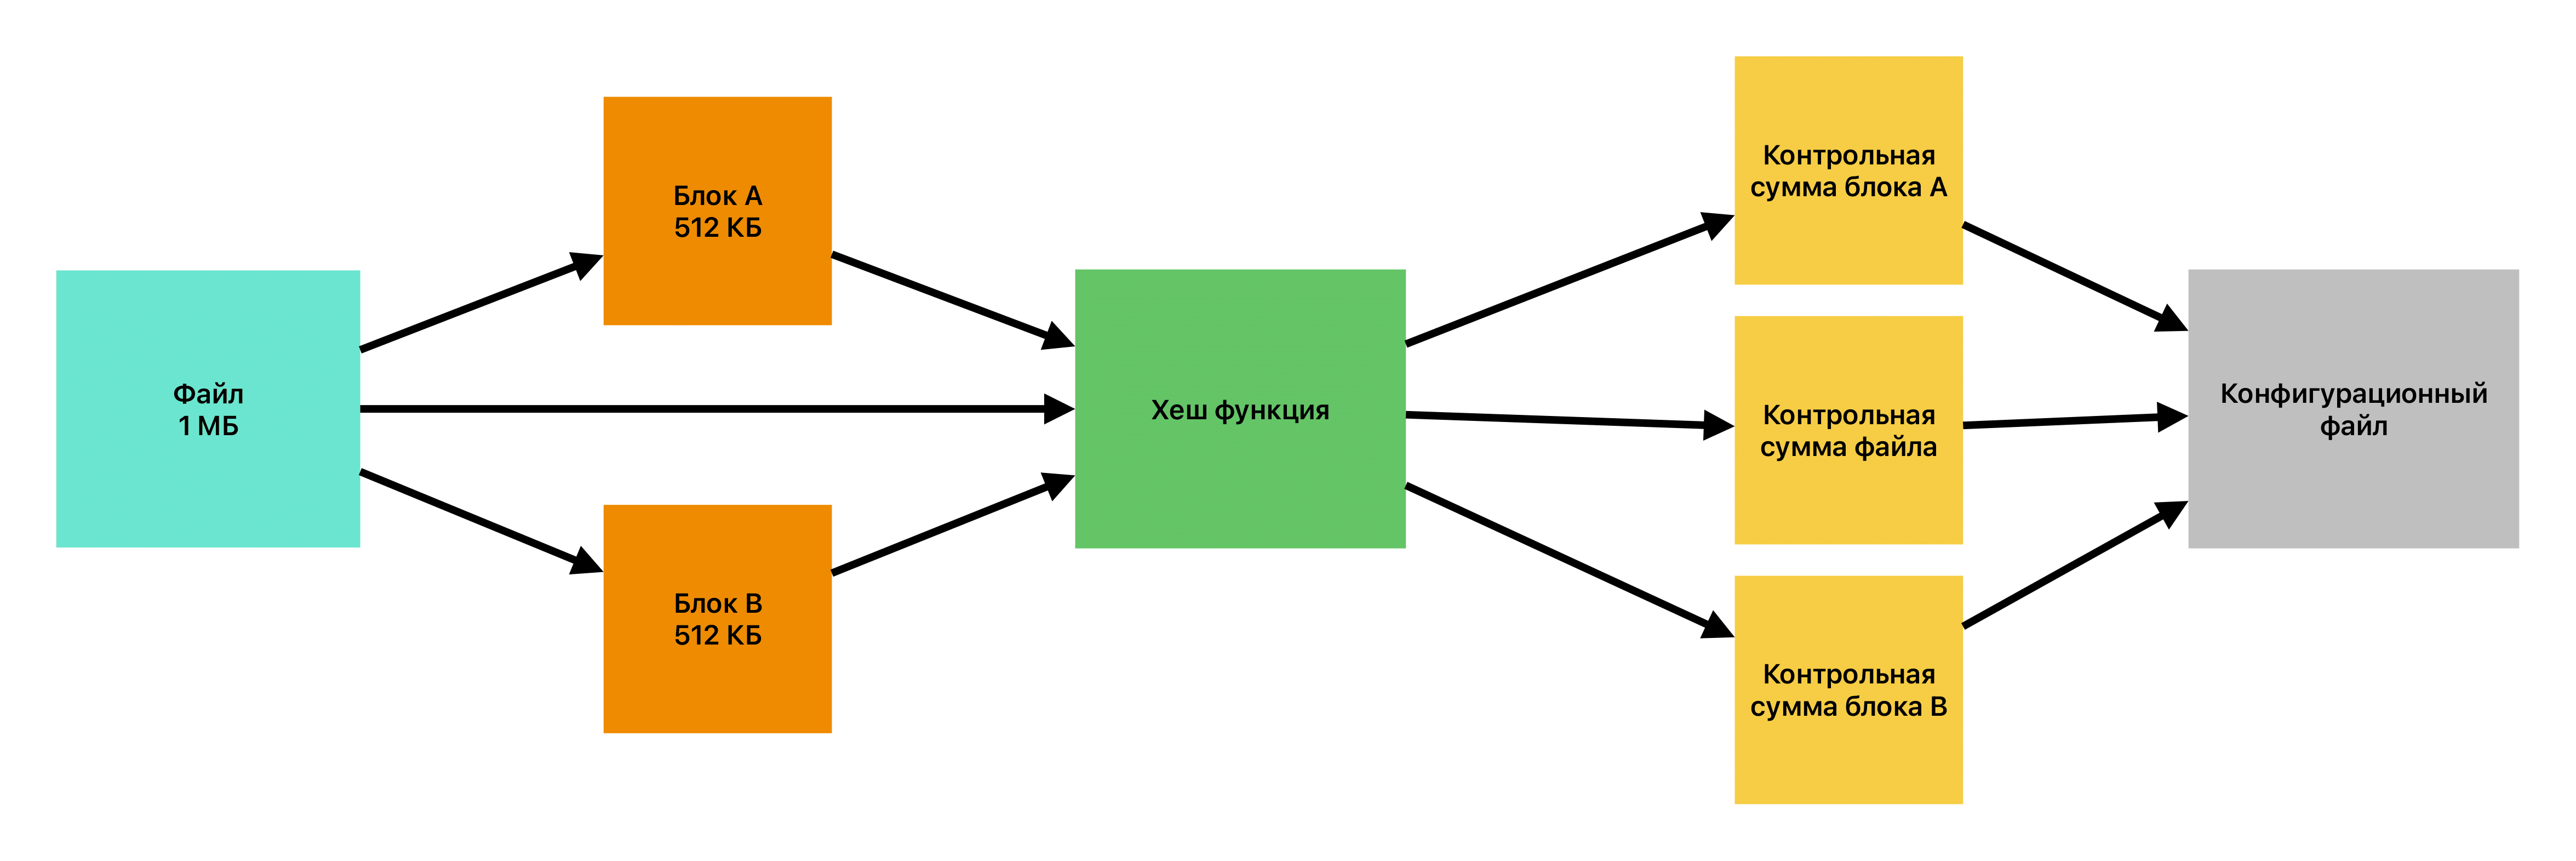 Файл
1 МБ
Блок A
512 КБ
Блок B
512 КБ
Хеш функция
Контрольная
сумма блока A
Контрольная
сумма файла
Контрольная
сумма блока B
Конфигурационный
файл